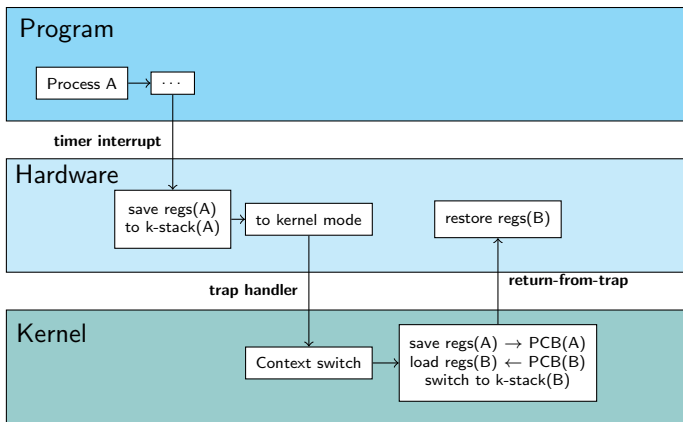 Program
Process A
· · ·
timer interrupt
Hardware
save regs(A)
to k-stack(A)
to kernel mode
restore regs(B)
trap handler
return-from-trap
Kernel
Context switch
save regs(A) → PCB(A)
load regs(B) ← PCB(B)
switch to k-stack(B)